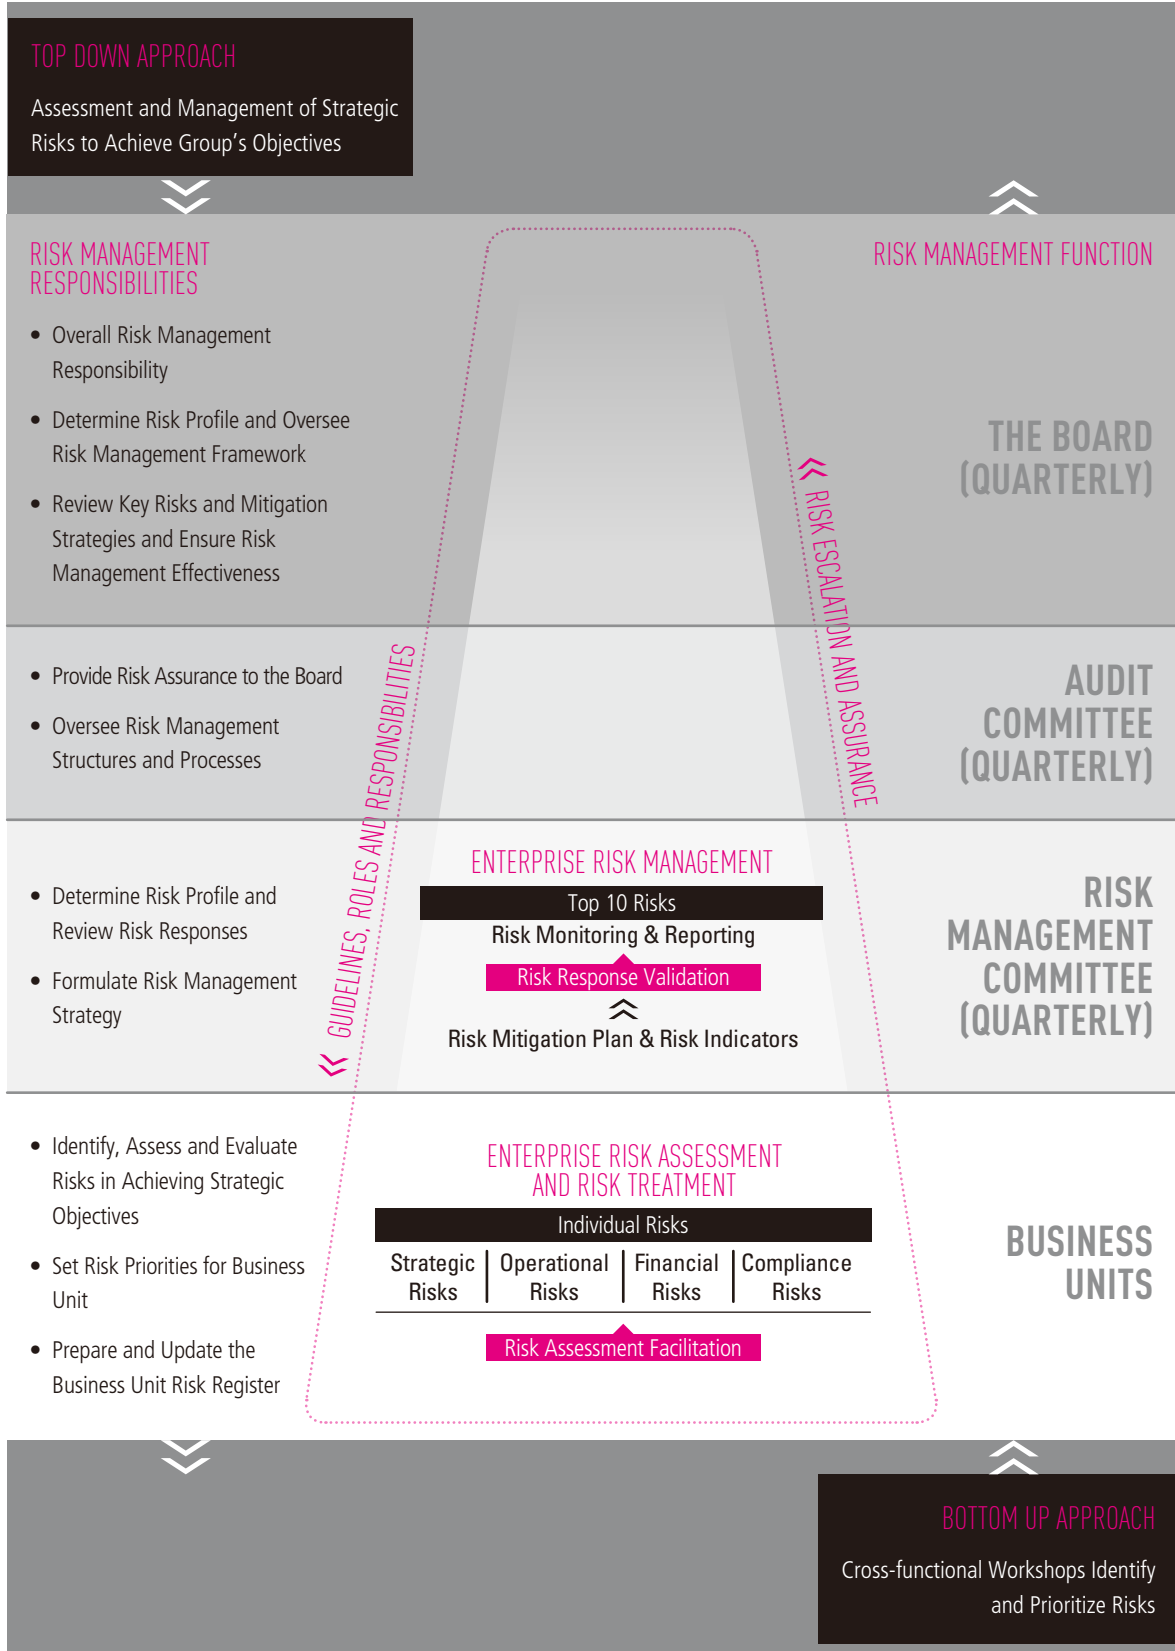 TOP DOWN APPROACH
Assessment and Management of Strategic
Risks to Achieve Group's Objectives
RISK MANAGEMENT
RESPONSIBILITIES
RISK MANAGEMENT FUNCTION
• Overall Risk Management
Responsibility
• Determine Risk Profile and Oversee
Risk Management Framework
• Review Key Risks and Mitigation
Strategies and Ensure Risk
Management Effectiveness
THE BOARD
(QUARTERLY)
RISK ESCALATION AND ASSURANCE
GUIDELINES, ROLES AND RESPONSIBILITIES
• Provide Risk Assurance to the Board
• Oversee Risk Management
Structures and Processes
AUDIT
COMMITTEE
(QUARTERLY)
• Determine Risk Profile and
Review Risk Responses
• Formulate Risk Management
Strategy
ENTERPRISE RISK MANAGEMENT
Top 10 Risks
Risk Monitoring & Reporting
Risk Response Validation
Risk Mitigation Plan & Risk Indicators
RISK
MANAGEMENT
COMMITTEE
(QUARTERLY)
• Identify, Assess and Evaluate
Risks in Achieving Strategic
Objectives
• Set Risk Priorities for Business
Unit
• Prepare and Update the
Business Unit Risk Register
ENTERPRISE RISK ASSESSMENT
AND RISK TREATMENT
Individual Risks
Strategic
Risks
Operational
Risks
Financial
Risks
Compliance
Risks
Risk Assessment Facilitation
BUSINESS
UNITS
BOTTOM UP APPROACH
Cross-functional Workshops Identify
and Prioritize Risks